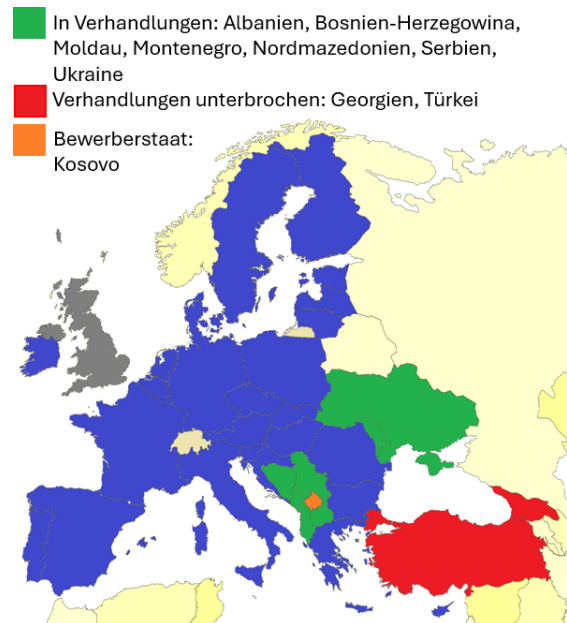 In Verhandlungen: Albanien, Bosnien-Herzegowina,
Moldau, Montenegro, Nordmazedonien, Serbien,
Ukraine
Verhandlungen unterbrochen: Georgien, Türkei
Bewerberstaat:
Kosovo